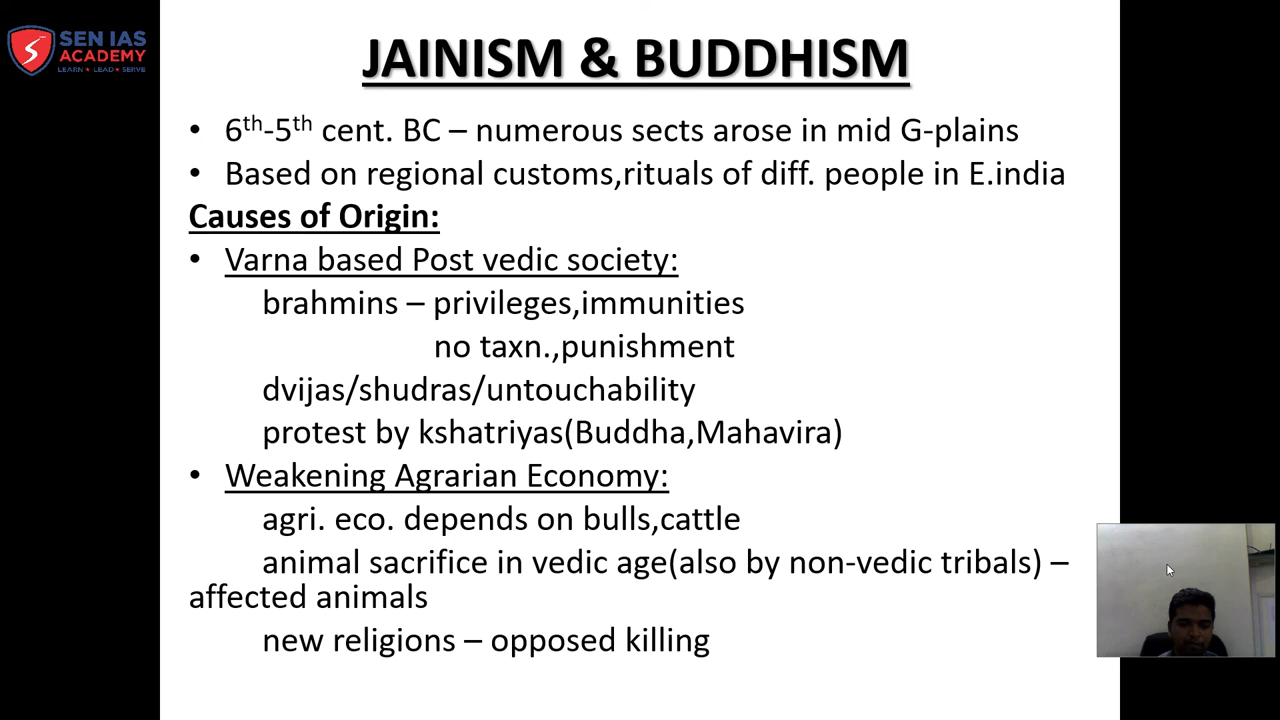 SEN IAS
ACADEMY
LEARN ★ LEAD ★ SERVE
JAINISM & BUDDHISM
• 6th-5th cent. BC – numerous sects arose in mid G-plains
• Based on regional customs,rituals of diff. people in E.india
Causes of Origin:
• Varna based Post vedic society:
brahmins – privileges,immunities
no taxn.,punishment
dvijas/shudras/untouchability
protest by kshatriyas(Buddha,Mahavira)
• Weakening Agrarian Economy:
agri. eco. depends on bulls,cattle
animal sacrifice in vedic age(also by non-vedic tribals) –
affected animals
new religions – opposed killing